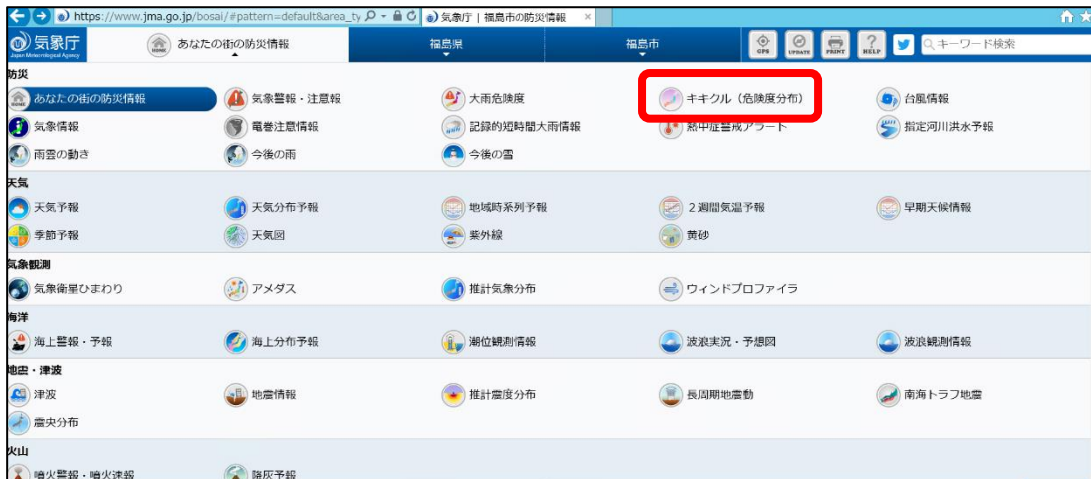 https://www.jma.go.jp/bosai/#pattern=default&area_ty
気象庁 | 福島市の防災情報
気象庁
Japan Meteorological Agency
HOME
あなたの街の防災情報
福島県
福島市
GPS
UPDATE
PRINT
HELP
キーワード検索
防災
HOME あなたの街の防災情報 気象警報・注意報 大雨危険度 キキクル（危険度分布） 台風情報
気象情報 竜巻注意情報 記録的短時間大雨情報 熱中症警戒アラート 指定河川洪水予報
雨雲の動き 今後の雨 今後の雪
天気
天気予報 天気分布予報 地域時系列予報 2週間気温予報 早期天候情報
季節予報 天気図 紫外線 黄砂
気象観測
気象衛星ひまわり アメダス 推計気象分布 ウィンドプロファイラ
海洋
海上警報・予報 海上分布予報 潮位観測情報 波浪実況・予想図 波浪観測情報
地震・津波
津波 地震情報 推計震度分布 長周期地震動 南海トラフ地震
震央分布
火山
噴火警報・噴火速報 降灰予報